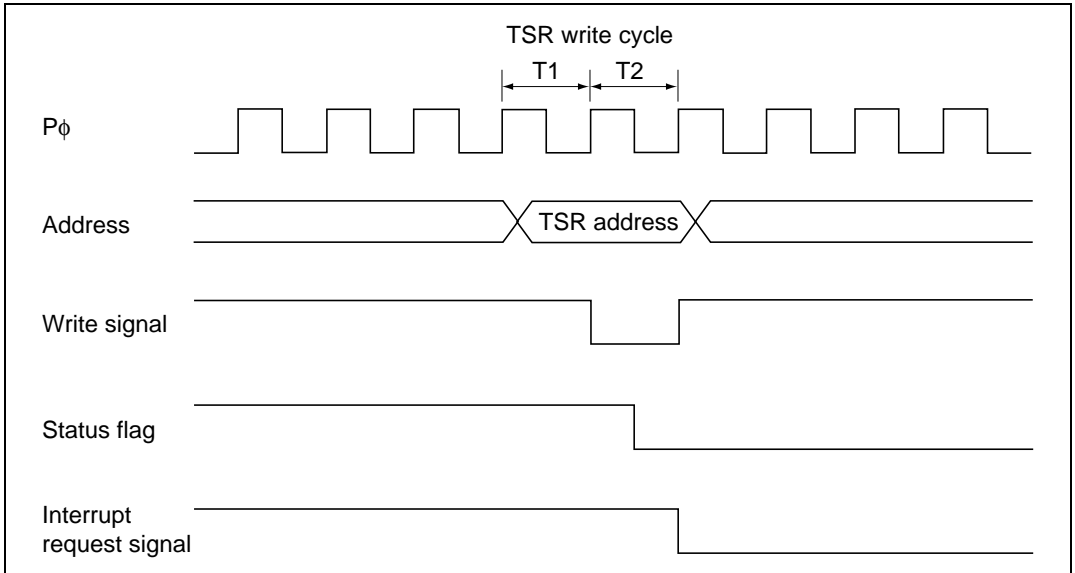 TSR write cycle
T1 T2
Pϕ
Address
TSR address
Write signal
Status flag
Interrupt
request signal